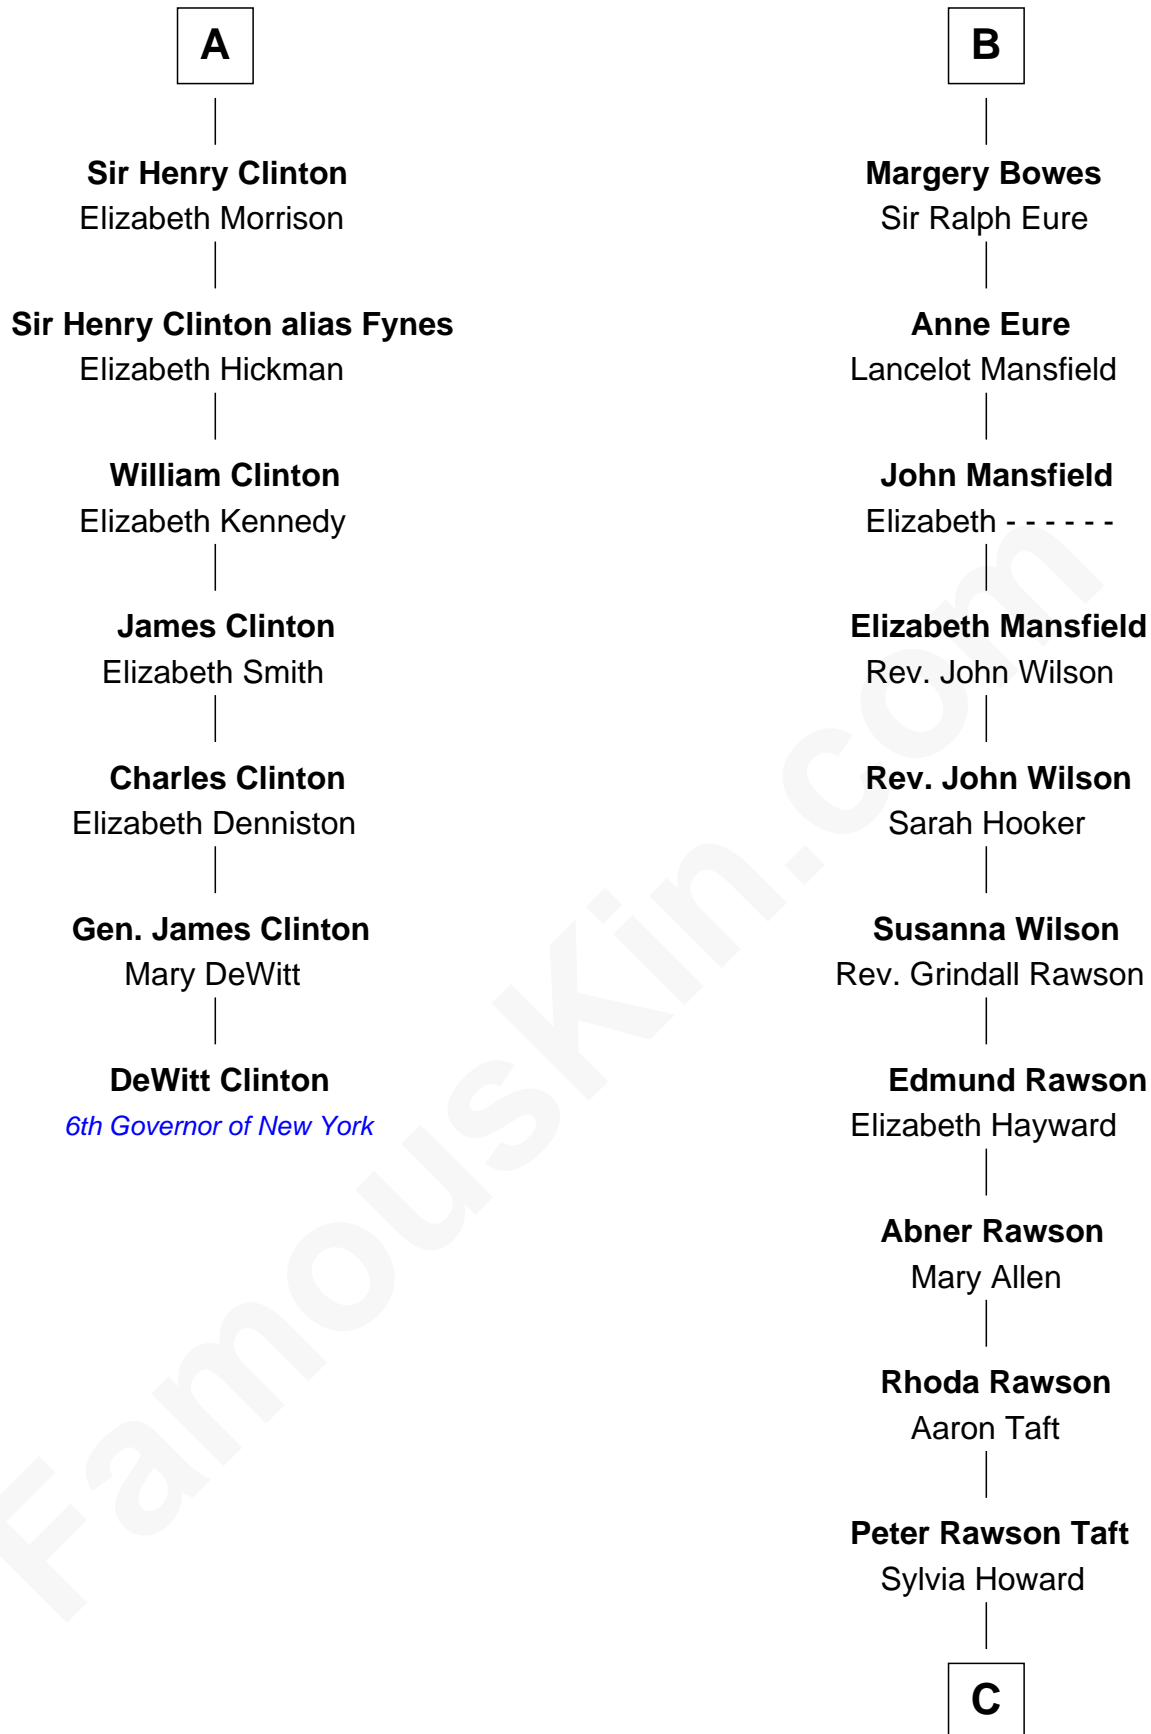 A
Sir Henry Clinton
Elizabeth Morrison
Sir Henry Clinton alias Fynes
Elizabeth Hickman
William Clinton
Elizabeth Kennedy
James Clinton
Elizabeth Smith
Charles Clinton
Elizabeth Denniston
Gen. James Clinton
Mary DeWitt
DeWitt Clinton
6th Governor of New York
B
Margery Bowes
Sir Ralph Eure
Anne Eure
Lancelot Mansfield
John Mansfield
Elizabeth - - - - - -
Elizabeth Mansfield
Rev. John Wilson
Rev. John Wilson
Sarah Hooker
Susanna Wilson
Rev. Grindall Rawson
Edmund Rawson
Elizabeth Hayward
Abner Rawson
Mary Allen
Rhoda Rawson
Aaron Taft
Peter Rawson Taft
Sylvia Howard
C
FamousKin.com